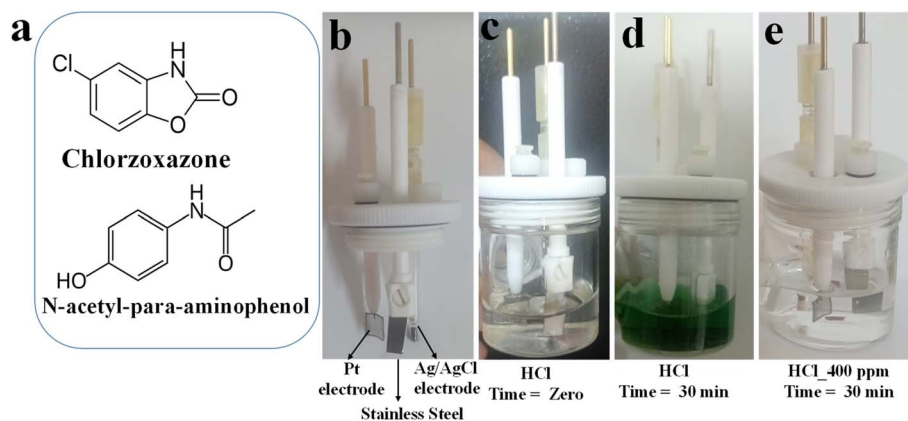 a
Cl
H
N
O
O
Chlorzoxazone
H
N
HO
O
N-acetyl-para-aminophenol
b
Pt
electrode
Ag/AgCl
electrode
Stainless Steel
c
HCl
Time = Zero
d
HCl
Time = 30 min
e
HCl_400 ppm
Time = 30 min